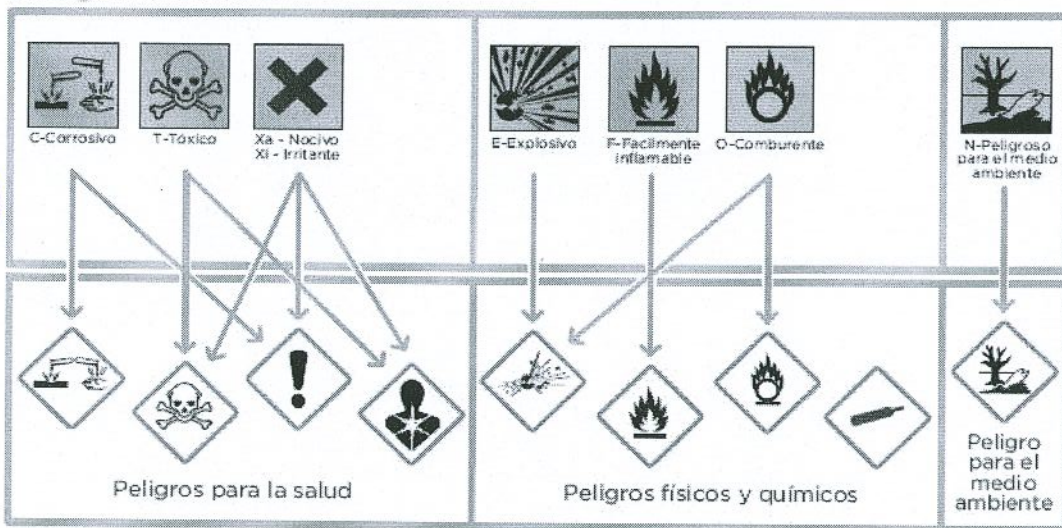 C-Corrosivo
T-Tóxico
Xa - Nocivo
Xi - Irritante
E-Explosivo
F-Facilmente
inflamable
O-Comburente
N-Peligroso
para el medio
ambiente
Peligros para la salud
Peligros físicos y químicos
Peligro
para el
medio
ambiente